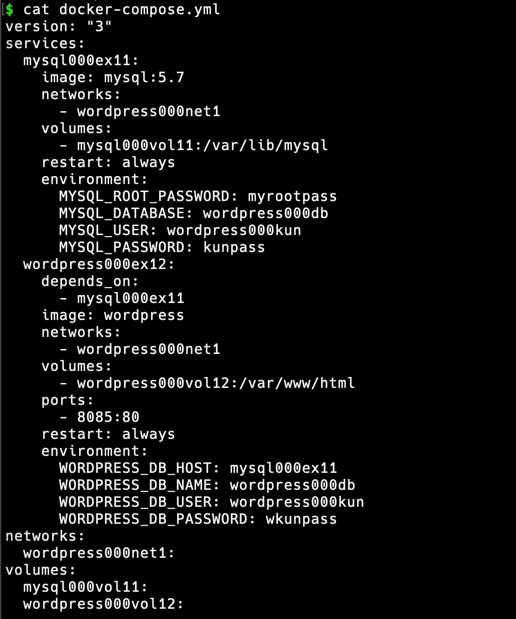 $ cat docker-compose.yml
version: "3"
services:
  mysql000ex11:
    image: mysql:5.7
    networks:
      - wordpress000net1
    volumes:
      - mysql000vol11:/var/lib/mysql
    restart: always
    environment:
      MYSQL_ROOT_PASSWORD: myrootpass
      MYSQL_DATABASE: wordpress000db
      MYSQL_USER: wordpress000kun
      MYSQL_PASSWORD: kunpass
  wordpress000ex12:
    depends_on:
      - mysql000ex11
    image: wordpress
    networks:
      - wordpress000net1
    volumes:
      - wordpress000vol12:/var/www/html
    ports:
      - 8085:80
    restart: always
    environment:
      WORDPRESS_DB_HOST: mysql000ex11
      WORDPRESS_DB_NAME: wordpress000db
      WORDPRESS_DB_USER: wordpress000kun
      WORDPRESS_DB_PASSWORD: wkunpass
networks:
  wordpress000net1:
volumes:
  mysql000vol11:
  wordpress000vol12: